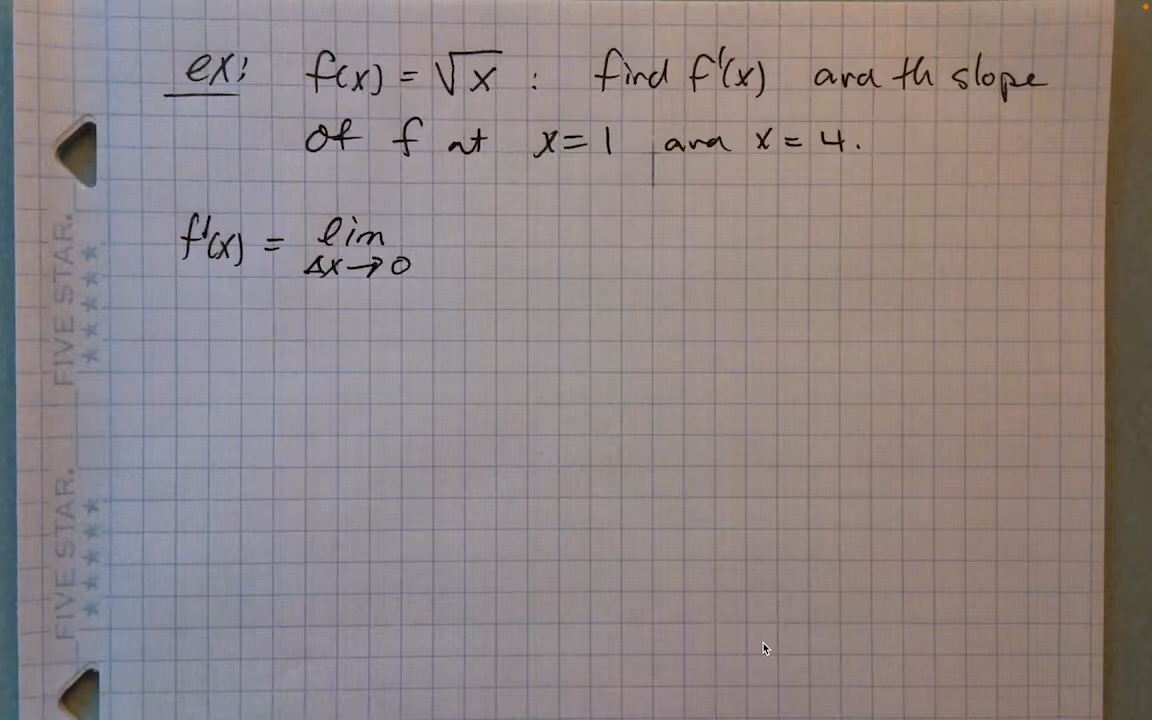 ex: f(x) = √x : find f'(x) and th slope
of f at x = 1 and x = 4.
f'(x) = lim
Δx→0
FIVE STAR.
FIVE STAR.